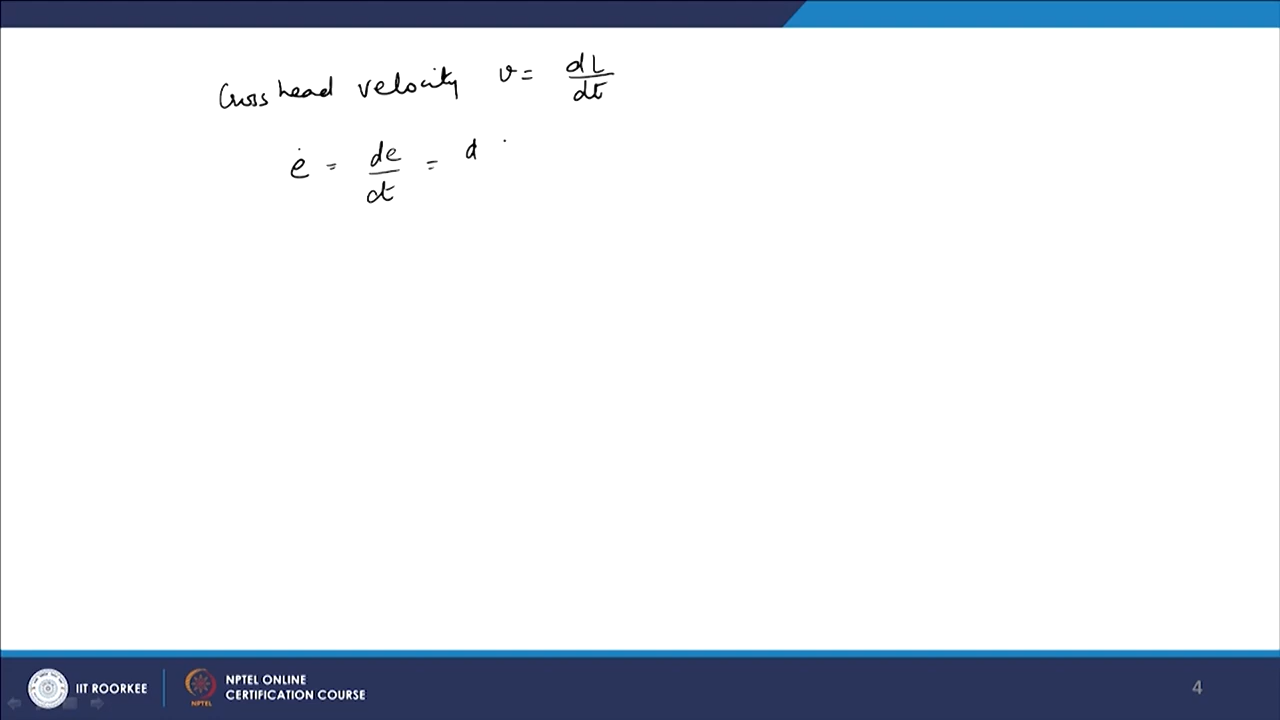 Cross head velocity v = dL/dt
ė = de/dt = d
IIT ROORKEE
NPTEL ONLINE
CERTIFICATION COURSE
NPTEL
4